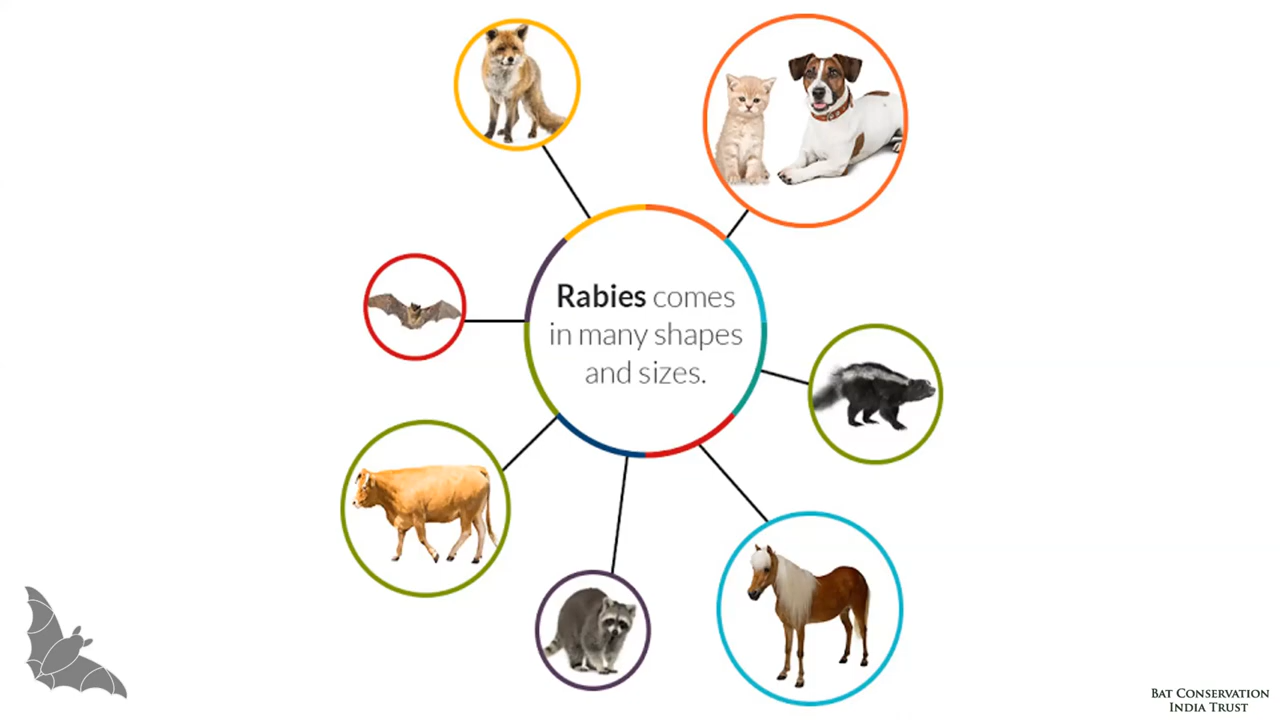 Rabies comes
in many shapes
and sizes.
Bat Conservation
India Trust